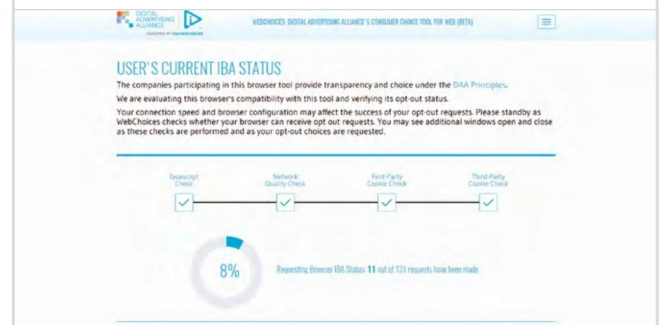 DIGITAL
ADVERTISING
ALLIANCE
WEBCHOICES: DIGITAL ADVERTISING ALLIANCE'S CONSUMER CHOICE TOOL FOR WEB (BETA)
USER'S CURRENT IBA STATUS
The companies participating in this browser tool provide transparency and choice under the DAA Principles.
We are evaluating this browser's compatibility with this tool and verifying its opt-out status.
Your connection speed and browser configuration may affect the success of your opt-out requests. Please standby as
WebChoices checks whether your browser can receive opt out requests. You may see additional windows open and close
as these checks are performed and as your opt-out choices are requested.
Javascript Check
Network Quality Check
First-Party Cookie Check
Third-Party Cookie Check
8%
Requesting Browser IBA Status: 11 out of 131 requests have been made